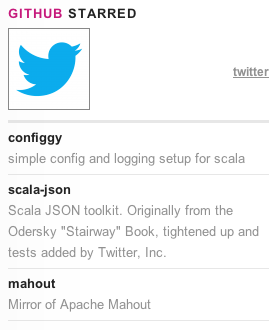 GITHUB STARRED
twitter
configgy
simple config and logging setup for scala
scala-json
Scala JSON toolkit. Originally from the
Odersky "Stairway" Book, tightened up and
tests added by Twitter, Inc.
mahout
Mirror of Apache Mahout